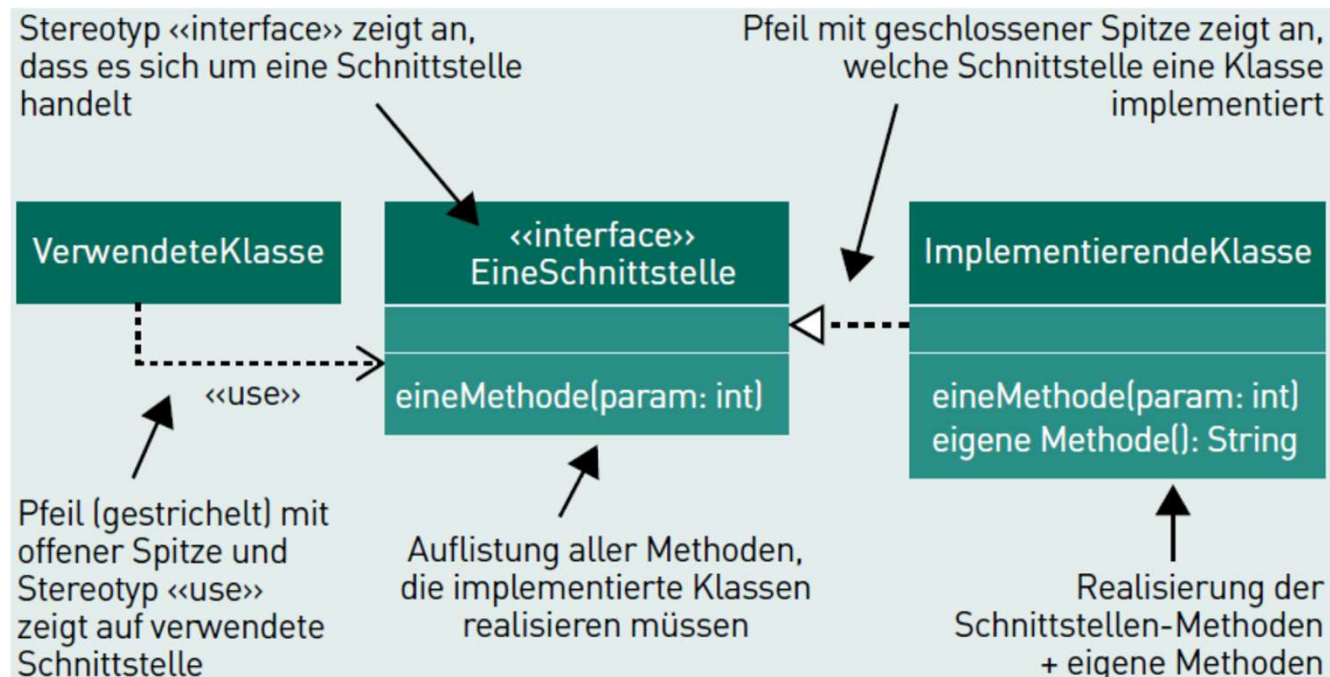 Stereotyp ‹‹interface›› zeigt an,
dass es sich um eine Schnittstelle
handelt
Pfeil mit geschlossener Spitze zeigt an,
welche Schnittstelle eine Klasse
implementiert
VerwendeteKlasse
‹‹interface››
EineSchnittstelle
ImplementierendeKlasse
‹‹use››
eineMethode(param: int)
eineMethode(param: int)
eigene Methode(): String
Pfeil (gestrichelt) mit
offener Spitze und
Stereotyp ‹‹use››
zeigt auf verwendete
Schnittstelle
Auflistung aller Methoden,
die implementierte Klassen
realisieren müssen
Realisierung der
Schnittstellen-Methoden
+ eigene Methoden